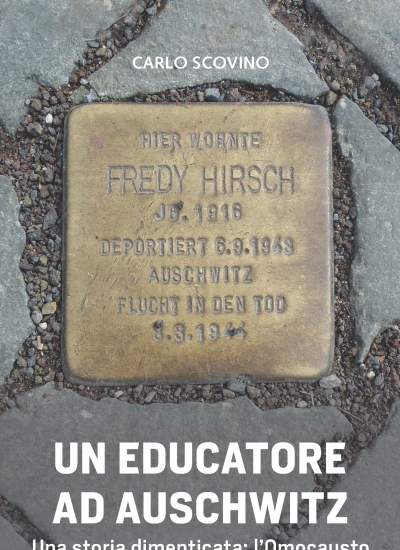 CARLO SCOVINO
HIER WOHNTE
FREDY HIRSCH
JG. 1916
DEPORTIERT 6.9.1943
AUSCHWITZ
FLUCHT IN DEN TOD
8.3.1944
UN EDUCATORE
AD AUSCHWITZ
Una storia dimenticata: l'Omocausto